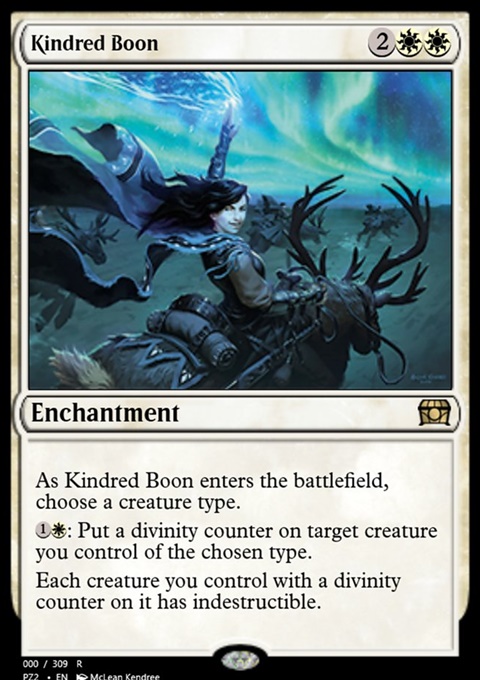 Kindred Boon 2
Enchantment
As Kindred Boon enters the battlefield,
choose a creature type.
1: Put a divinity counter on target creature
you control of the chosen type.
Each creature you control with a divinity
counter on it has indestructible.
000 / 309 R
PZ2 • EN McLean Kendree